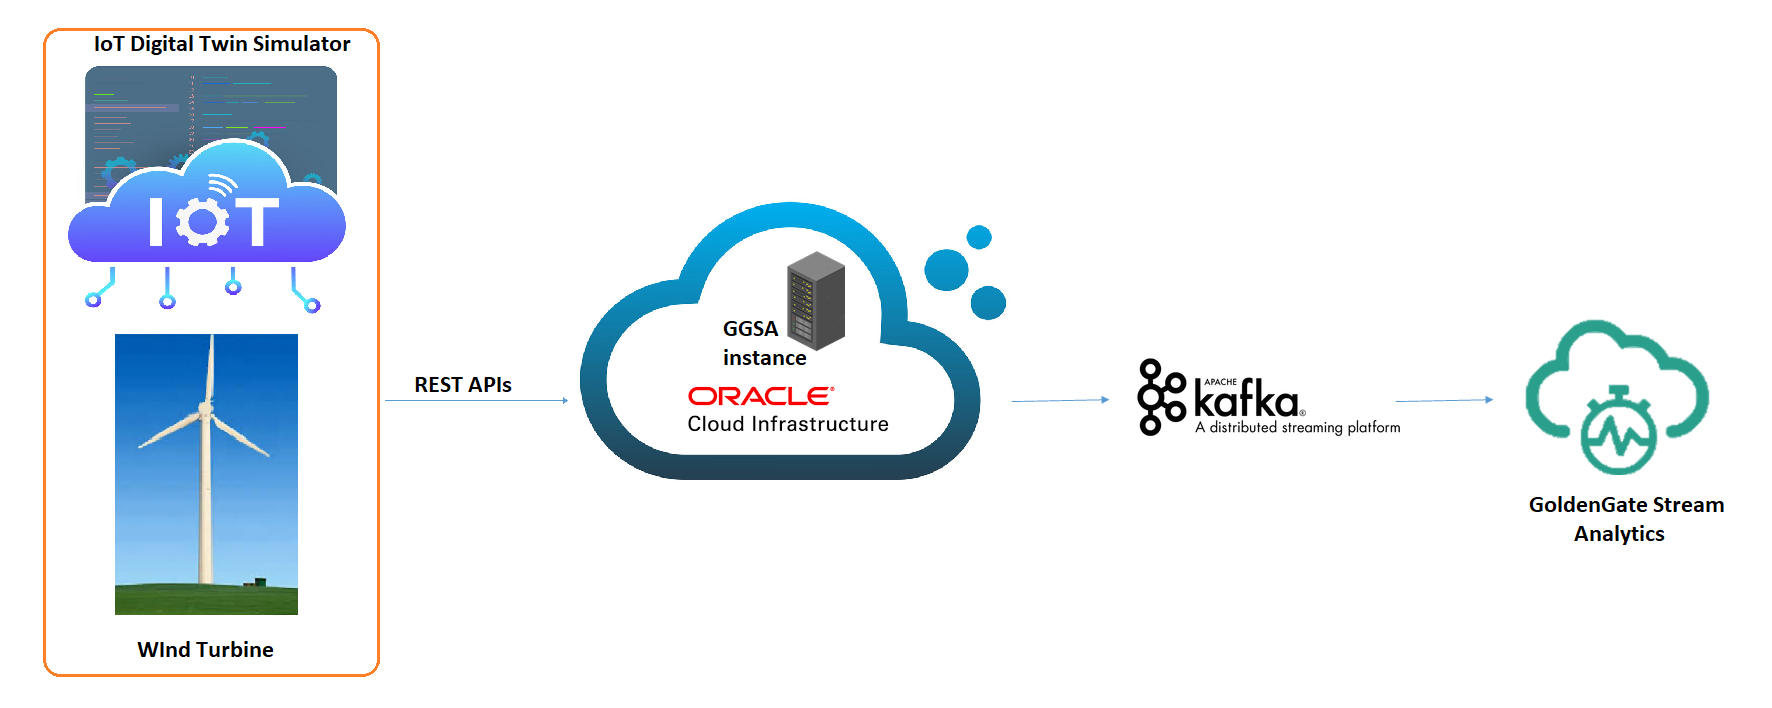 IoT Digital Twin Simulator
IoT
WInd Turbine
REST APIs
GGSA
instance
ORACLE®
Cloud Infrastructure
APACHE
kafka®
A distributed streaming platform
GoldenGate Stream
Analytics